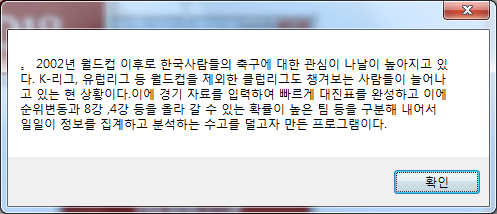 。 2002년 월드컵 이후로 한국사람들의 축구에 대한 관심이 나날이 높아지고 있
다. K-리그, 유럽리그 등 월드컵을 제외한 클럽리그도 챙겨보는 사람들이 늘어나
고 있는 현 상황이다.이에 경기 자료를 입력하여 빠르게 대진표를 완성하고 이에
순위변동과 8강 ,4강 등을 올라 갈 수 있는 확률이 높은 팀 등을 구분해 내어서
일일이 정보를 집계하고 분석하는 수고를 덜고자 만든 프로그램이다.
확인